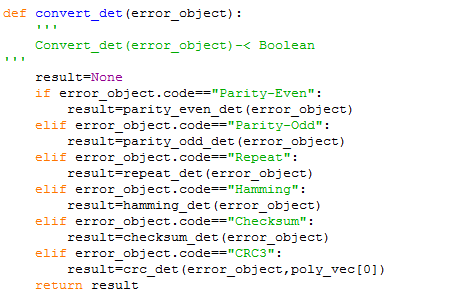 def convert_det(error_object):
    '''
    Convert_det(error_object)-< Boolean
'''
    result=None
    if error_object.code=="Parity-Even":
        result=parity_even_det(error_object)
    elif error_object.code=="Parity-Odd":
        result=parity_odd_det(error_object)
    elif error_object.code=="Repeat":
        result=repeat_det(error_object)
    elif error_object.code=="Hamming":
        result=hamming_det(error_object)
    elif error_object.code=="Checksum":
        result=checksum_det(error_object)
    elif error_object.code=="CRC3":
        result=crc_det(error_object,poly_vec[0])
    return result